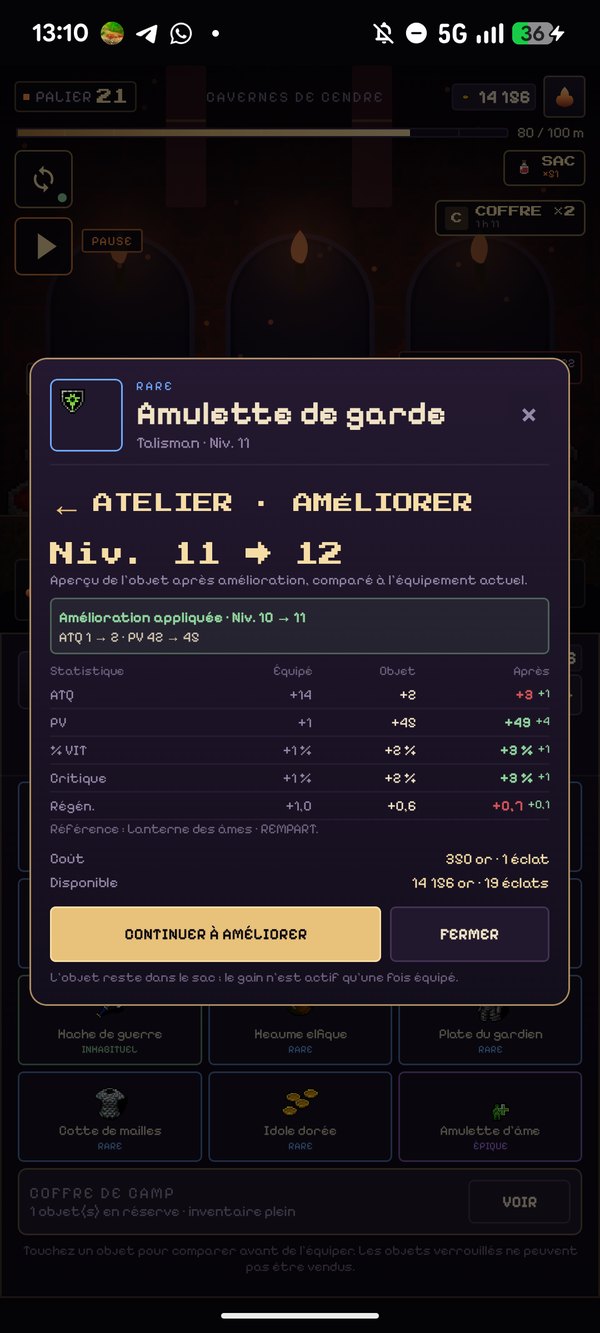 13:10
5G
36
PALIER 21
CAVERNES DE CENDRE
14 186
80 / 100 m
SAC
×81
PAUSE
C COFFRE ×2
1h11
RARE
Amulette de garde
×
Talisman · Niv. 11
← ATELIER · AMÉLIORER
Niv. 11 → 12
Aperçu de l'objet après amélioration, comparé à l'équipement actuel.
Amélioration appliquée · Niv. 10 → 11
ATQ 1 → 2 · PV 42 → 45
Statistique Équipé Objet Après
ATQ +14 +2 +3 +1
PV +1 +45 +49 +4
% VIT +1 % +2 % +3 % +1
Critique +1 % +2 % +3 % +1
Régén. +1,0 +0,6 +0,7 +0,1
Référence : Lanterne des âmes · REMPART.
Coût 380 or · 1 éclat
Disponible 14 186 or · 19 éclats
CONTINUER À AMÉLIORER
FERMER
L'objet reste dans le sac ; le gain n'est actif qu'une fois équipé.
Hache de guerre Heaume elfique Plate du gardien
INHABITUEL RARE RARE
Cotte de mailles Idole dorée Amulette d'âme
RARE RARE ÉPIQUE
COFFRE DE CAMP
1 objet(s) en réserve · inventaire plein
VOIR
Touchez un objet pour comparer avant de l'équiper. Les objets verrouillés ne peuvent
pas être vendus.